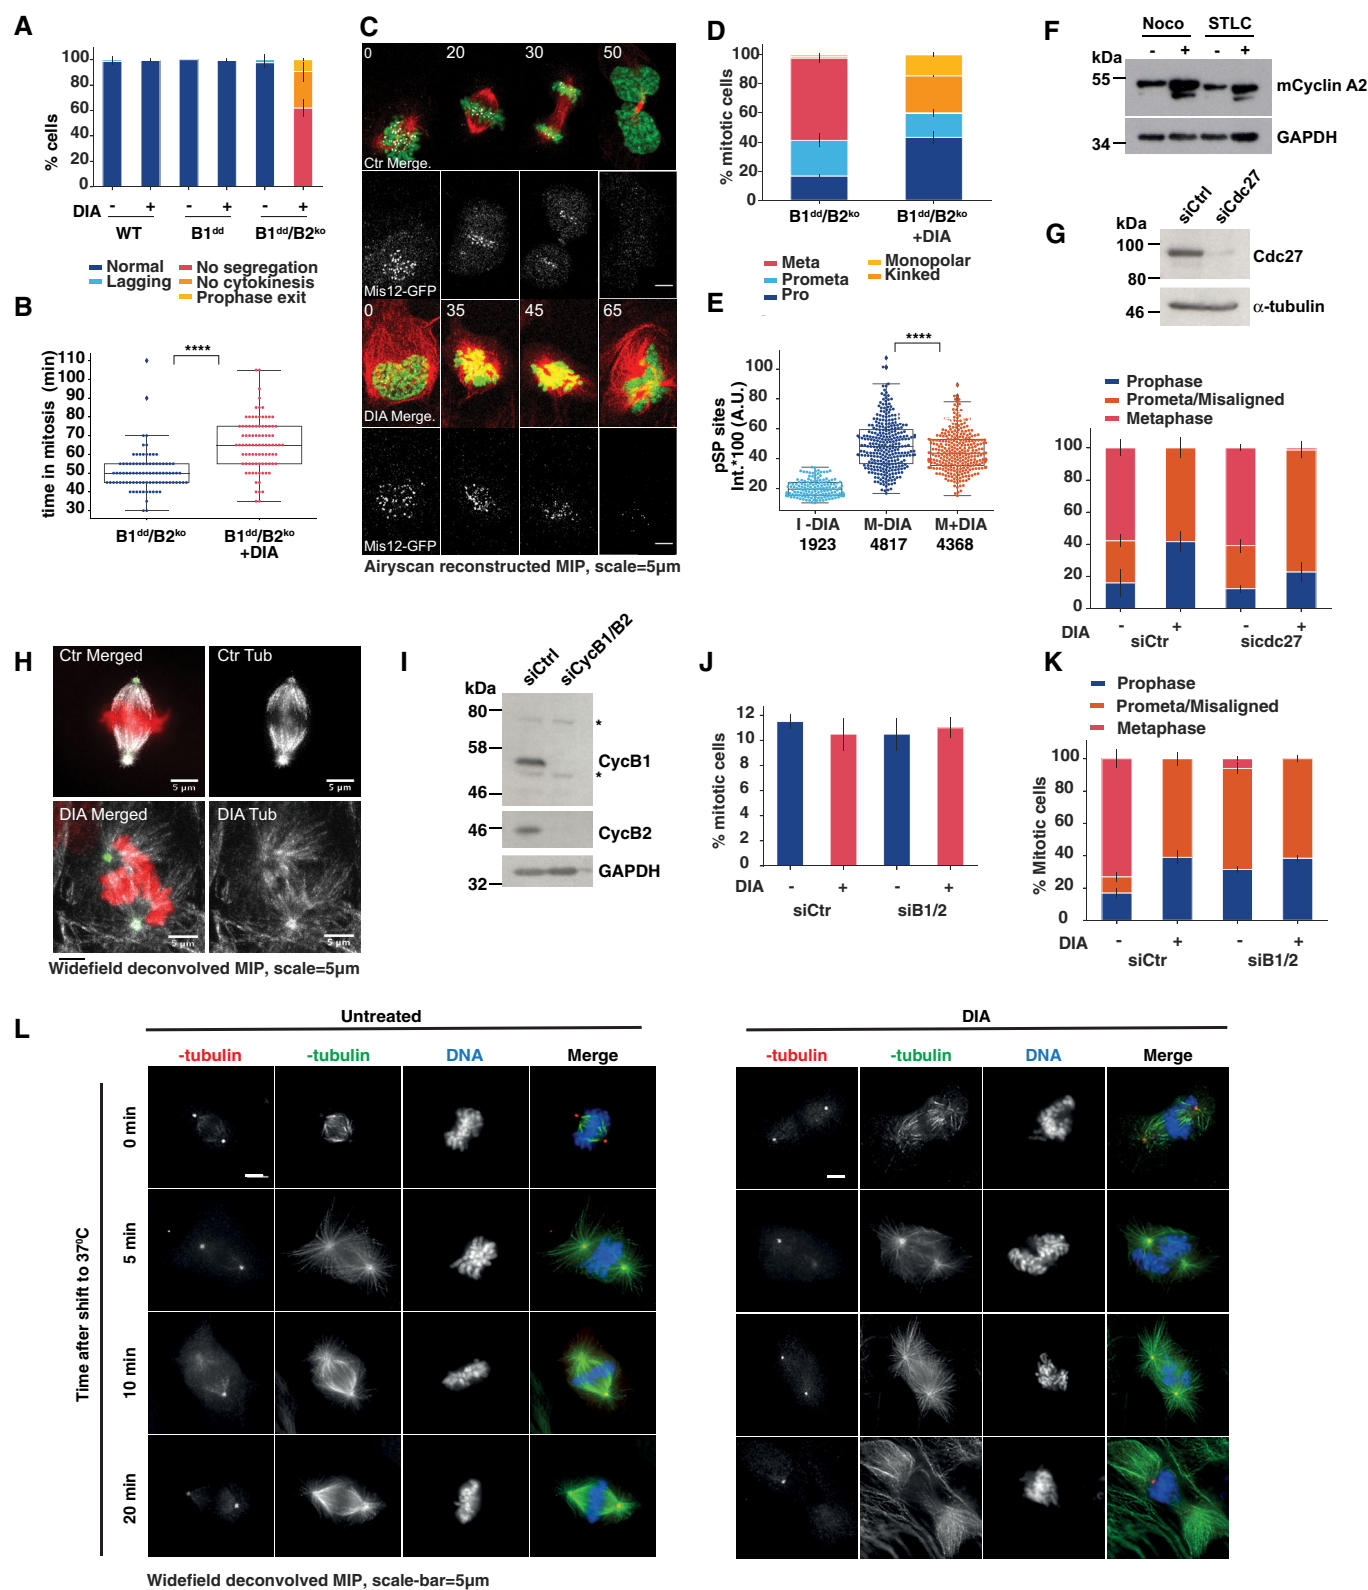 A
100
80
60
40
20
0
% cells
DIA
- + - + - +
WT B1dd B1dd/B2ko
Normal
Lagging
No segregation
No cytokinesis
Prophase exit
B
time in mitosis (min)
110
100
90
80
70
60
50
40
30
****
B1dd/B2ko
B1dd/B2ko
+DIA
C
0 20 30 50
Ctr Merge.
Mis12-GFP
0 35 45 65
DIA Merge.
Mis12-GFP
Airyscan reconstructed MIP, scale=5µm
D
% mitotic cells
100
80
60
40
20
0
B1dd/B2ko
B1dd/B2ko
+DIA
Meta
Prometa
Pro
Monopolar
Kinked
E
pSP sites
Int.*100 (A.U.)
100
80
60
40
20
****
I -DIA M-DIA M+DIA
1923 4817 4368
F
Noco STLC
- + - +
kDa
55
34
mCyclin A2
GAPDH
G
siCtrl
siCdc27
kDa
100
80
46
Cdc27
α-tubulin
Prophase
Prometa/Misaligned
Metaphase
100
80
60
40
20
0
DIA - + - +
siCtr sicdc27
H
Ctr Merged
Ctr Tub
5 µm
5 µm
DIA Merged
DIA Tub
5 µm
5 µm
Widefield deconvolved MIP, scale=5µm
I
siCtrl
siCycB1/B2
kDa
80
58
46
46
32
*
CycB1
*
CycB2
GAPDH
J
% mitotic cells
12
10
8
6
4
2
0
DIA - + - +
siCtr siB1/2
K
Prophase
Prometa/Misaligned
Metaphase
% Mitotic cells
100
80
60
40
20
0
DIA - + - +
siCtr siB1/2
L
Untreated
DIA
-tubulin -tubulin DNA Merge
-tubulin -tubulin DNA Merge
Time after shift to 37⁰C
0 min
5 min
10 min
20 min
Widefield deconvolved MIP, scale-bar=5µm